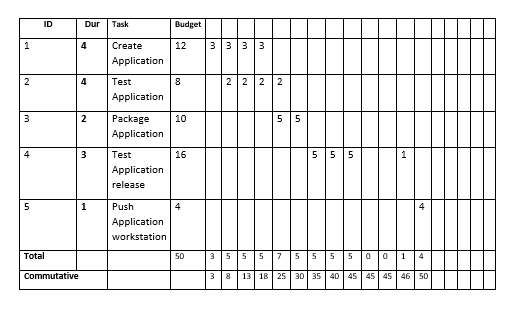 ID Dur Task Budget
1 4 Create 12 3 3 3 3
Application
2 4 Test 8 2 2 2 2
Application
3 2 Package 10 5 5
Application
4 3 Test 16 5 5 5 1
Application
release
5 1 Push 4 4
Application
workstation
Total 50 3 5 5 5 7 5 5 5 5 0 0 1 4
Commutative 3 8 13 18 25 30 35 40 45 45 45 46 50